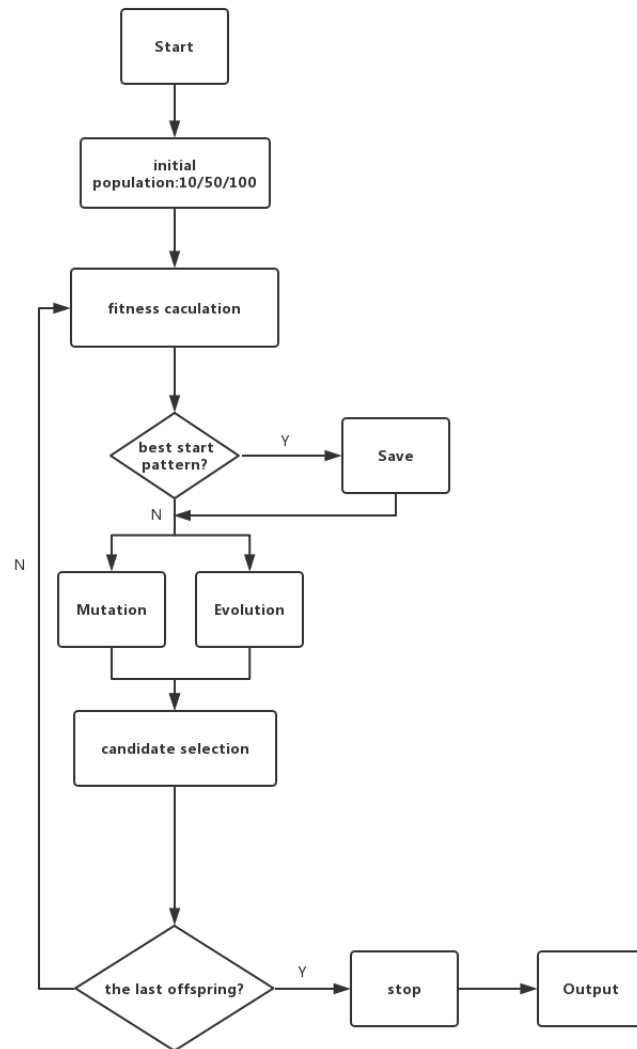 Start
initial
population:10/50/100
fitness caculation
best start
pattern?
Y
Save
N
N
Mutation
Evolution
candidate selection
the last offspring?
Y
stop
Output